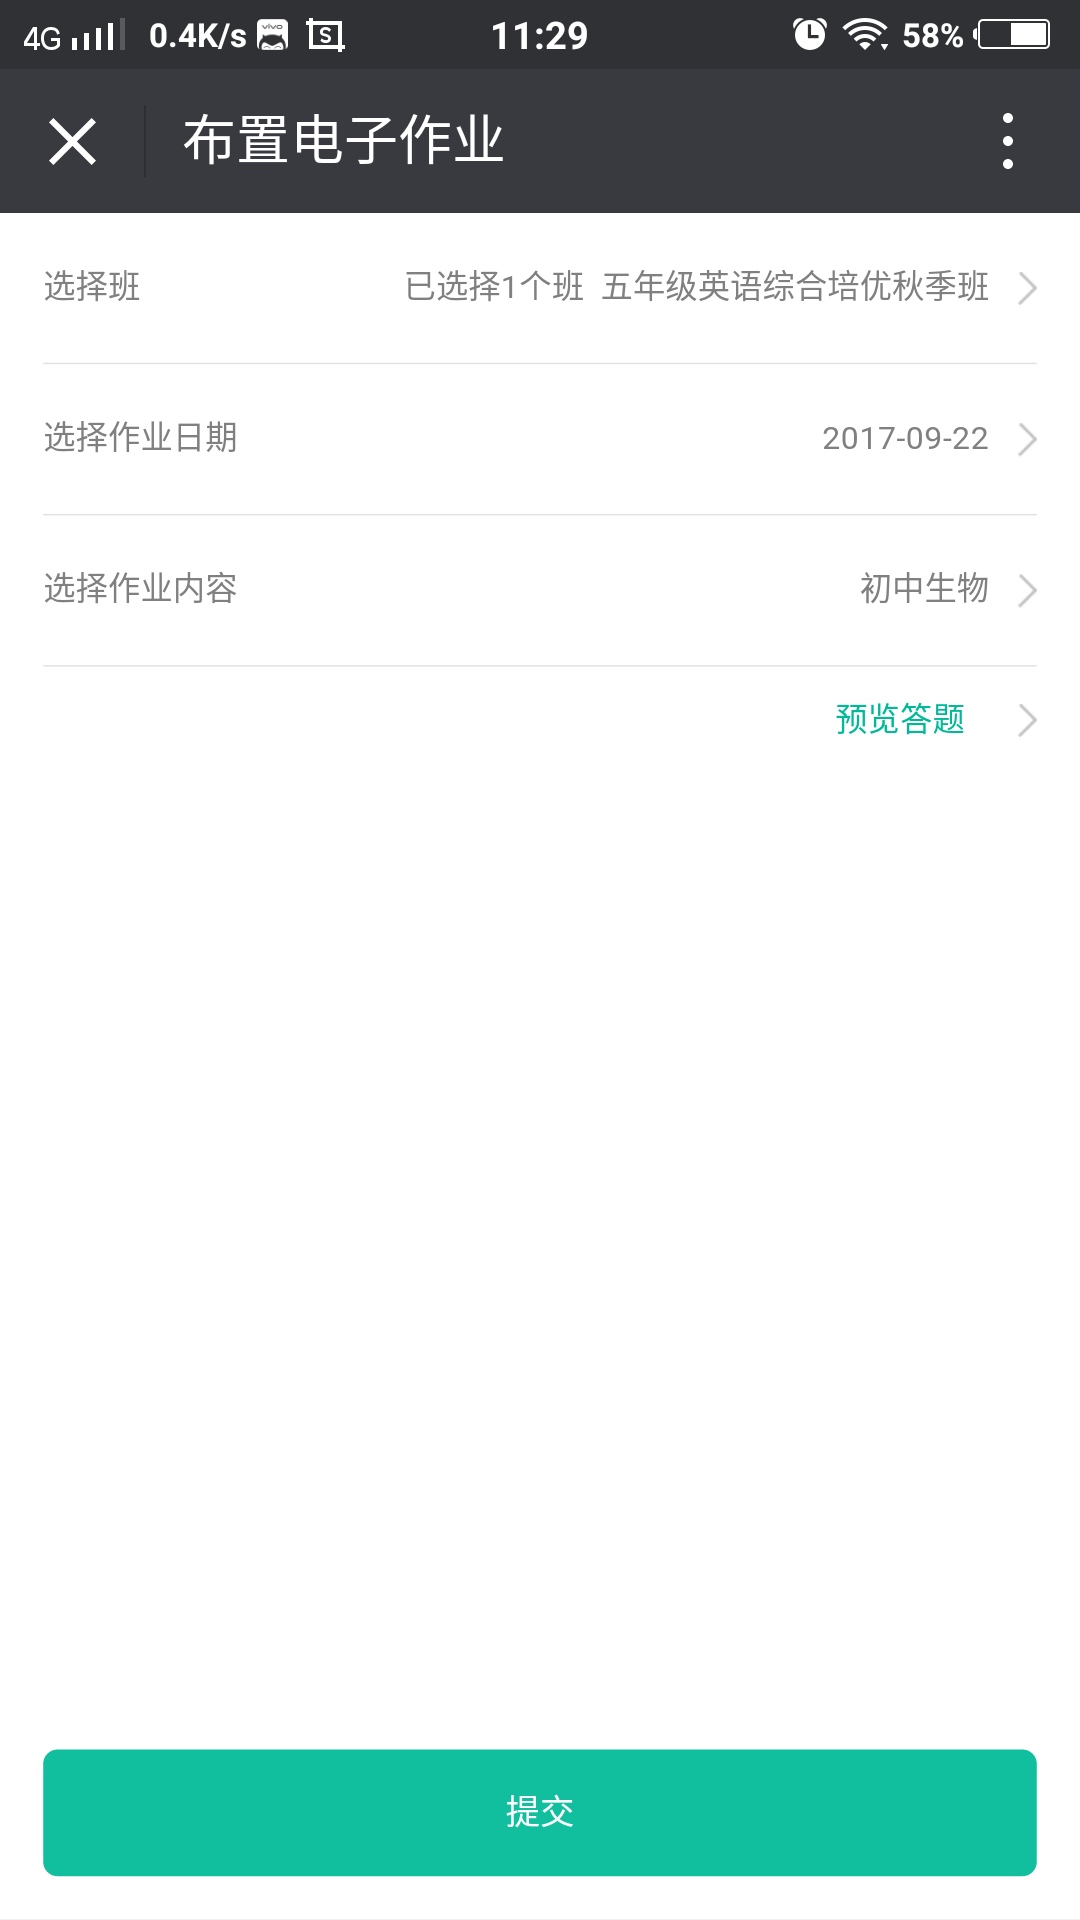 4G 0.4K/s vivo S 11:29 58%
布置电子作业
选择班 已选择1个班 五年级英语综合培优秋季班
选择作业日期 2017-09-22
选择作业内容 初中生物
预览答题
提交